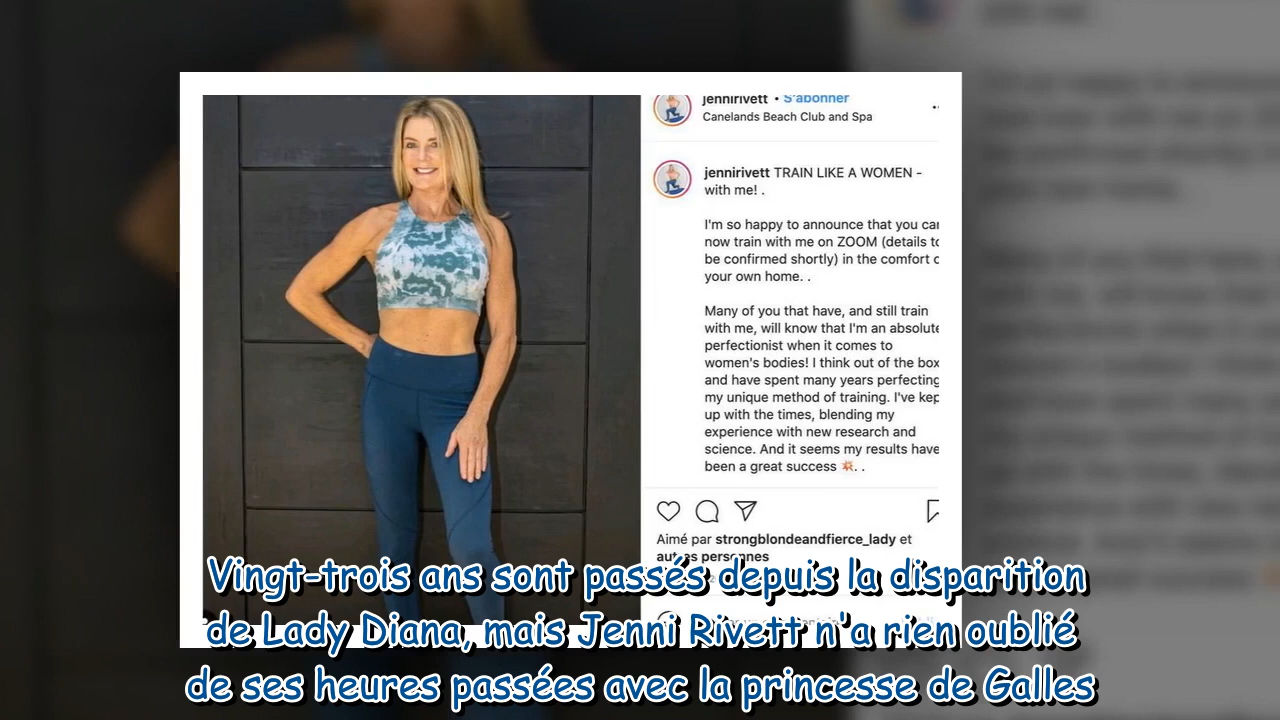 jennirivett • S'abonner
Canelands Beach Club and Spa
jennirivett TRAIN LIKE A WOMEN -
with me! .
I'm so happy to announce that you can
now train with me on ZOOM (details to
be confirmed shortly) in the comfort o
your own home. .
Many of you that have, and still train
with me, will know that I'm an absolute
perfectionist when it comes to
women's bodies! I think out of the box
and have spent many years perfecting
my unique method of training. I've kep
up with the times, blending my
experience with new research and
science. And it seems my results have
been a great success 💥. .
Aimé par strongblondeandfierce_lady et
autres personnes
Vingt-trois ans sont passés depuis la disparition
de Lady Diana, mais Jenni Rivett n'a rien oublié
de ses heures passées avec la princesse de Galles